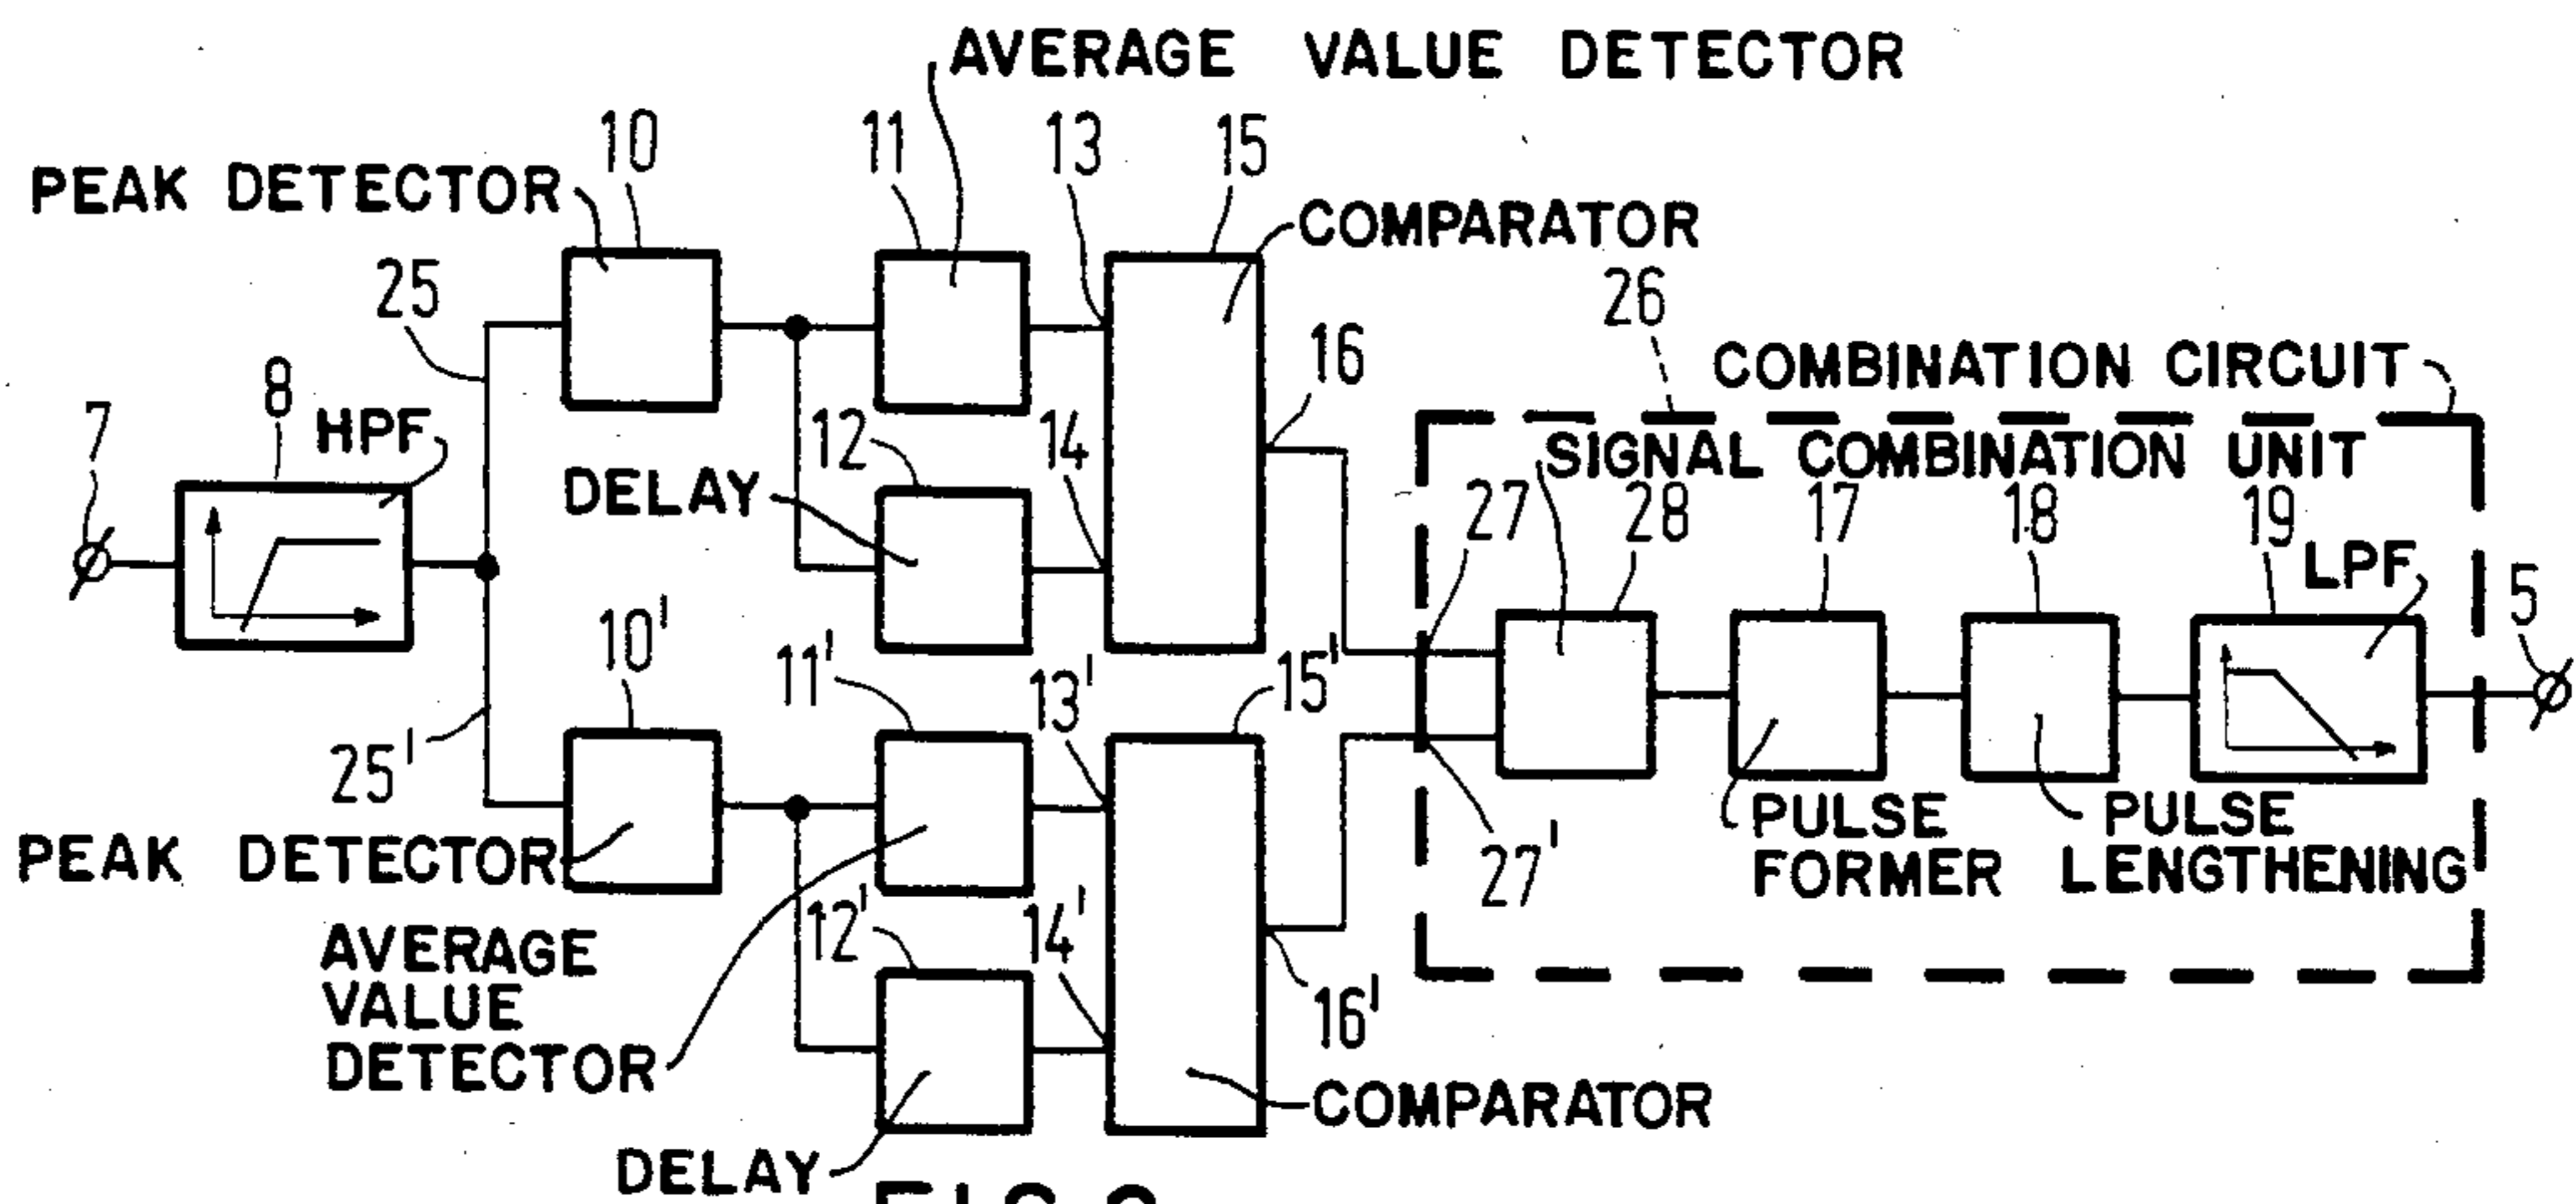 AVERAGE VALUE DETECTOR
10 11 13 15
PEAK DETECTOR
COMPARATOR
25 26
16
COMBINATION CIRCUIT
8 HPF
7
12 14
SIGNAL COMBINATION UNIT
DELAY
27 28 17 18 19
LPF
5
10'
11' 13' 15'
25'
PULSE FORMER
PULSE LENGTHENING
27'
PEAK DETECTOR
12' 14'
AVERAGE
VALUE
DETECTOR
16'
COMPARATOR
DELAY